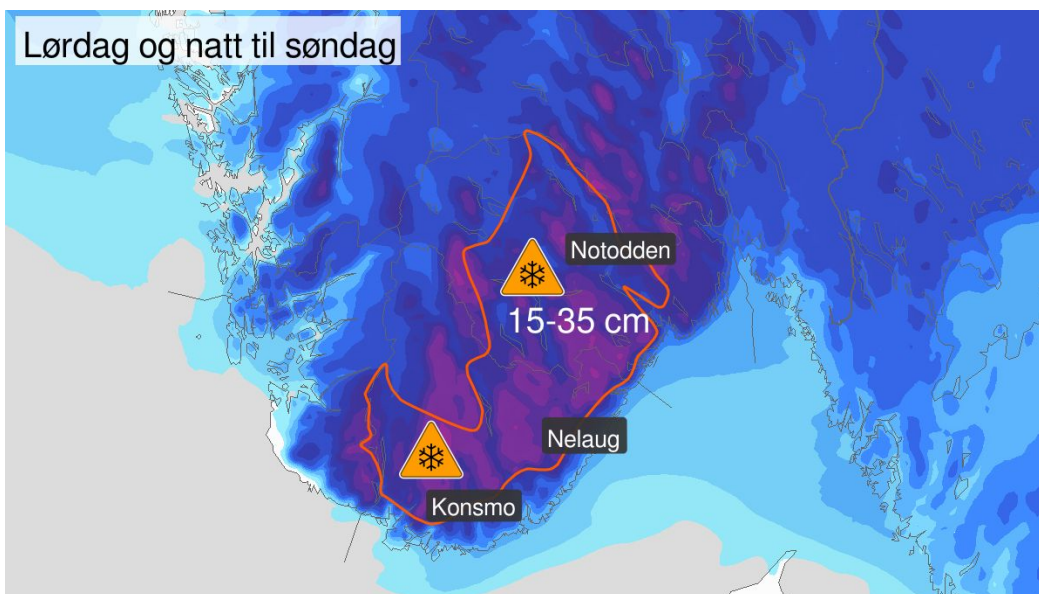 Lørdag og natt til søndag
Notodden
15-35 cm
Nelaug
Konsmo